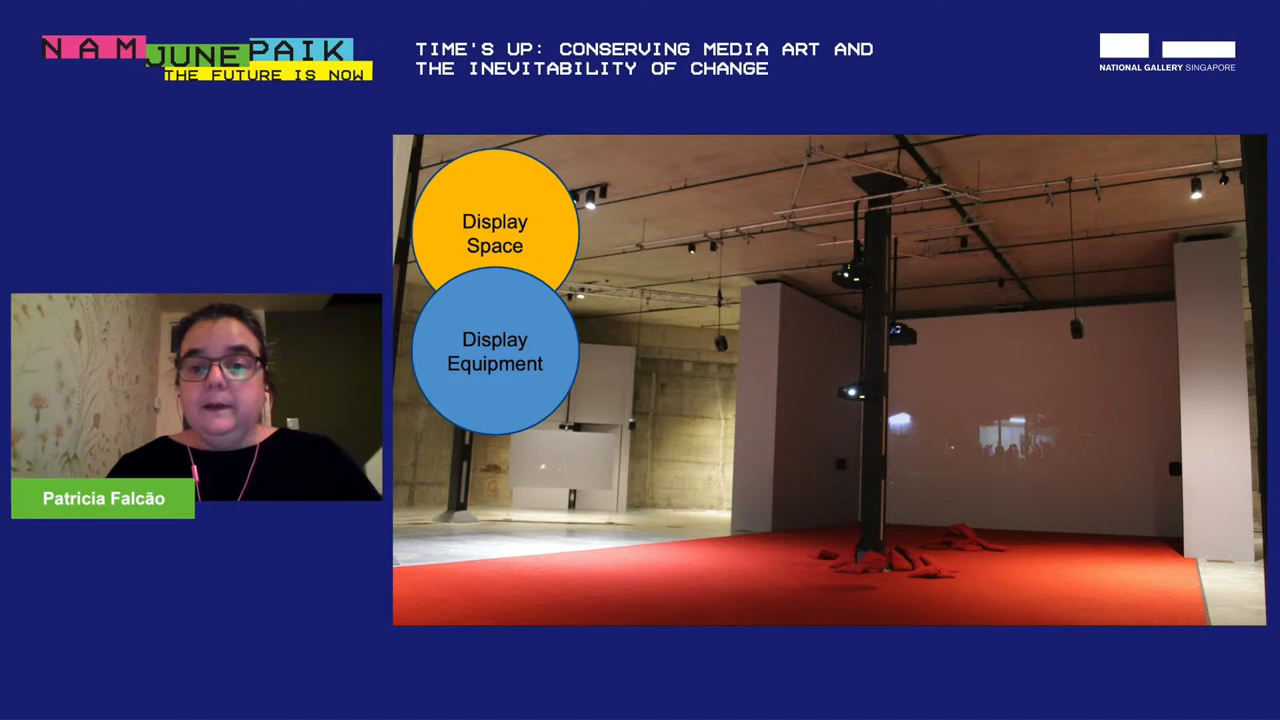 NAM
JUNE PAIK
THE FUTURE IS NOW
TIME'S UP: CONSERVING MEDIA ART AND
THE INEVITABILITY OF CHANGE
NATIONAL GALLERY SINGAPORE
Display
Space
Display
Equipment
Patricia Falcão